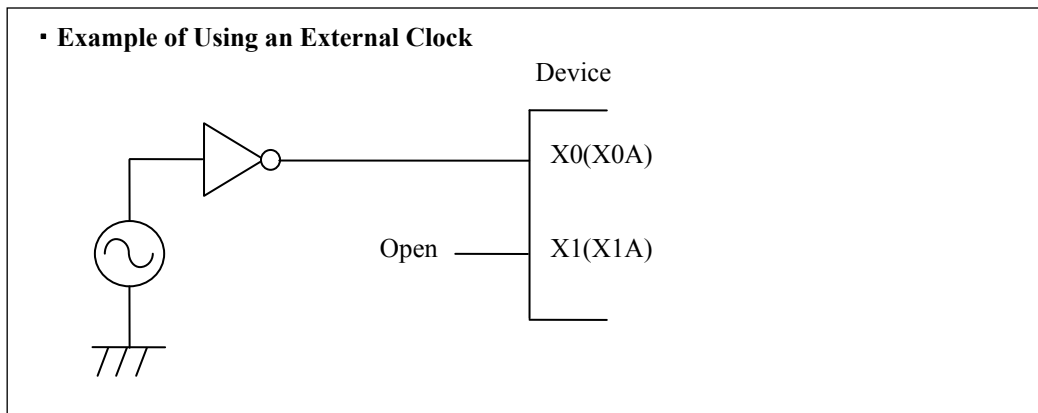 ▪ Example of Using an External Clock
Device
X0(X0A)
Open X1(X1A)